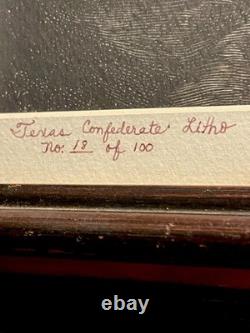 Texas Confederate Litho
No. 18 of 100
ebay